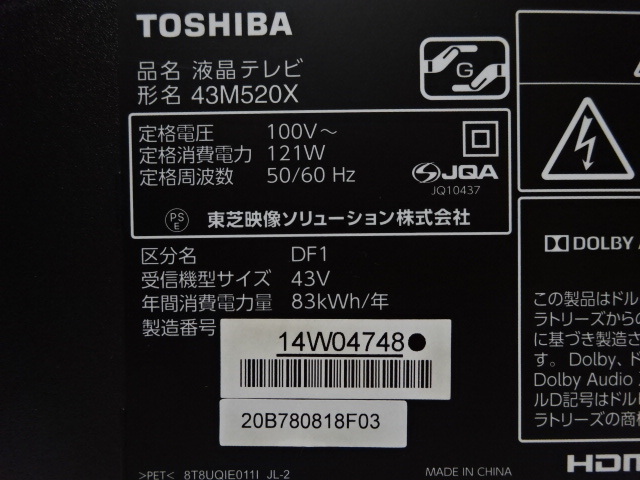 TOSHIBA
品名 液晶テレビ
形名 43M520X
G
定格電圧 100V～
定格消費電力 121W
定格周波数 50/60 Hz
JQA
JQ10437
PS
E
東芝映像ソリューション株式会社
区分名 DF1
受信機型サイズ 43V
年間消費電力量 83kWh/年
製造番号
14W04748●
20B780818F03
>PET< 8T8UQIE011I JL-2
MADE IN CHINA
DOLBY A
この製品はドル
ラトリーズからの
に基づき製造さ
す。Dolby、ド
Dolby Audio
ルD記号はドルビ
ラトリーズの商標
HDM